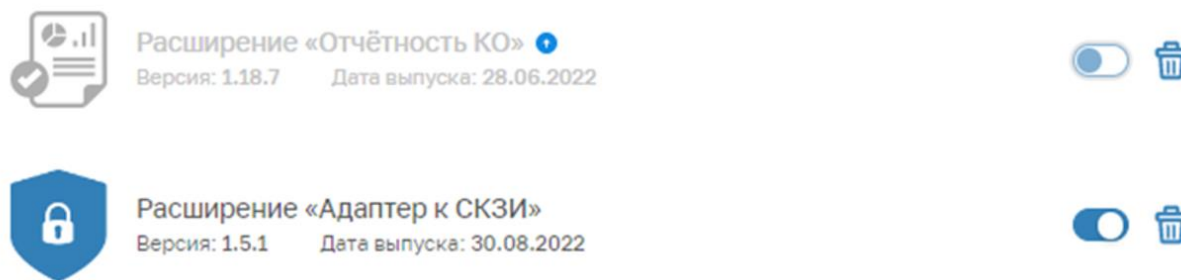 Расширение «Отчётность КО»
Версия: 1.18.7 Дата выпуска: 28.06.2022
Расширение «Адаптер к СКЗИ»
Версия: 1.5.1 Дата выпуска: 30.08.2022